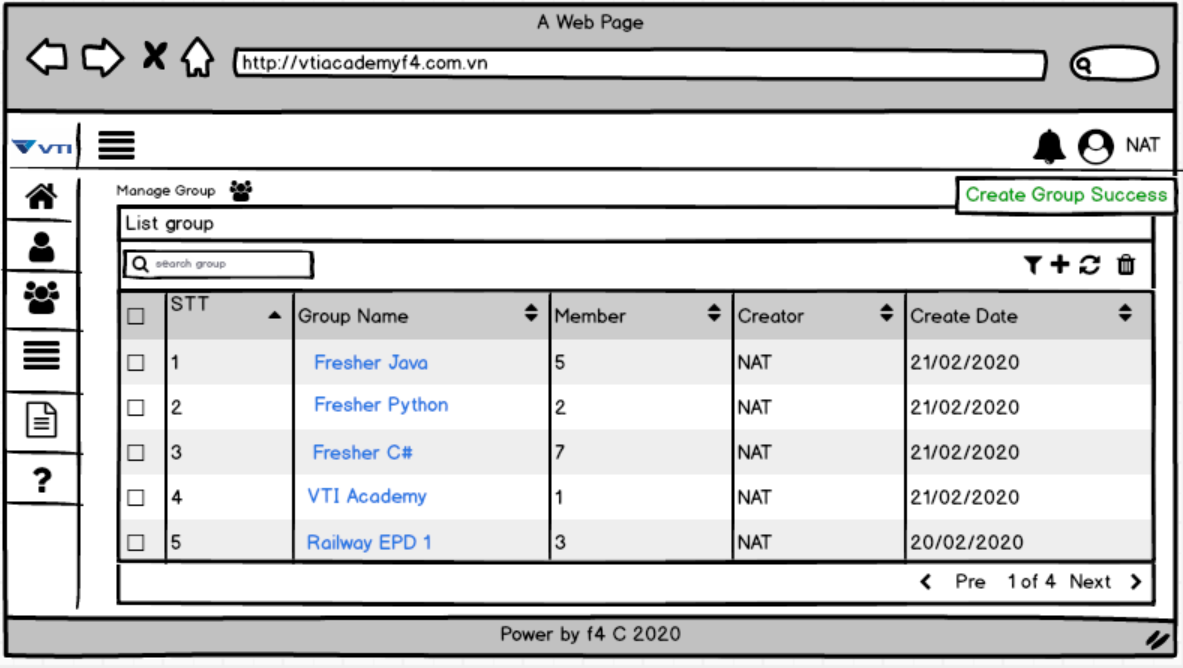 A Web Page
http://vtiacademyf4.com.vn
VTI NAT
Manage Group
Create Group Success
List group
search group
STT Group Name Member Creator Create Date
1 Fresher Java 5 NAT 21/02/2020
2 Fresher Python 2 NAT 21/02/2020
3 Fresher C# 7 NAT 21/02/2020
4 VTI Academy 1 NAT 21/02/2020
5 Railway EPD 1 3 NAT 20/02/2020
Pre 1 of 4 Next
?
Power by f4 C 2020